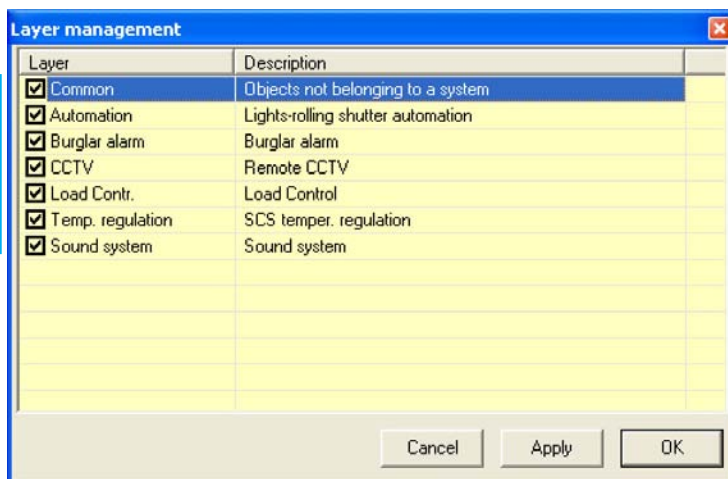 Layer management
Layer Description
Common Objects not belonging to a system
Automation Lights-rolling shutter automation
Burglar alarm Burglar alarm
CCTV Remote CCTV
Load Contr. Load Control
Temp. regulation SCS temper. regulation
Sound system Sound system
Cancel Apply OK